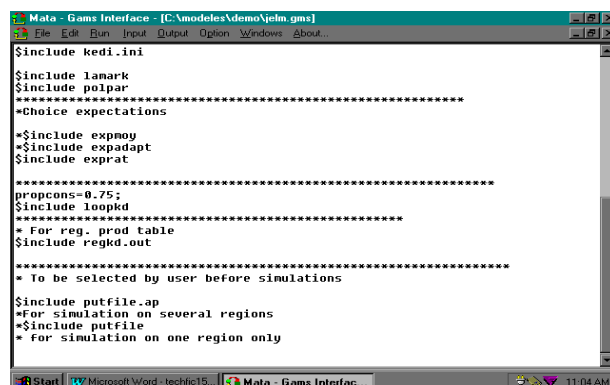 Mata - Gams Interface - [C:\modeles\demo\jelm.gms]
File Edit Run Input Output Option Windows About...
$include kedi.ini
$include lamark
$include polpar
*************************************************************
*Choice expectations
*$include expmoy
*$include expadapt
$include exprat
*****************************************************************
propcons=0.75;
$include loopkd
*****************************************************
* For reg. prod table
$include regkd.out
*******************************************************************
* To be selected by user before simulations
$include putfile.ap
*For simulation on several regions
*$include putfile
* for simulation on one region only
Start Microsoft Word - techfic15... Mata - Gams Interfac... 11:04 AM